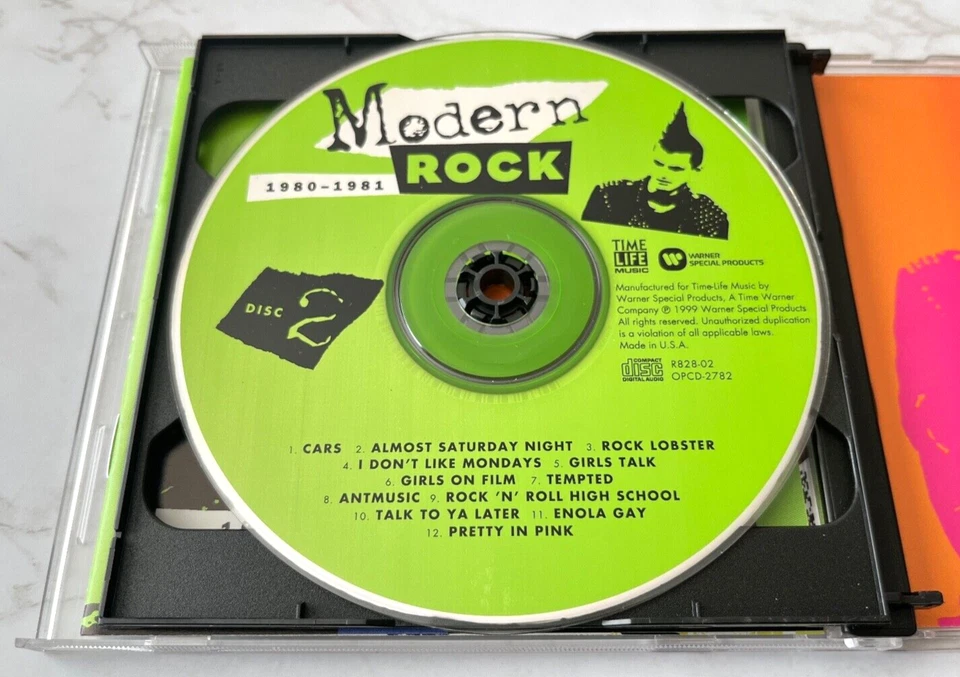 Modern
ROCK
1980-1981
DISC 2
TIME
LIFE
MUSIC
WARNER
SPECIAL PRODUCTS
Manufactured for Time-Life Music by
Warner Special Products, A Time Warner
Company ℗ 1999 Warner Special Products
All rights reserved. Unauthorized duplication
is a violation of all applicable laws.
Made in U.S.A.
COMPACT
disc
DIGITAL AUDIO
R828-02
OPCD-2782
1. CARS 2. ALMOST SATURDAY NIGHT 3. ROCK LOBSTER
4. I DON'T LIKE MONDAYS 5. GIRLS TALK
6. GIRLS ON FILM 7. TEMPTED
8. ANTMUSIC 9. ROCK 'N' ROLL HIGH SCHOOL
10. TALK TO YA LATER 11. ENOLA GAY
12. PRETTY IN PINK